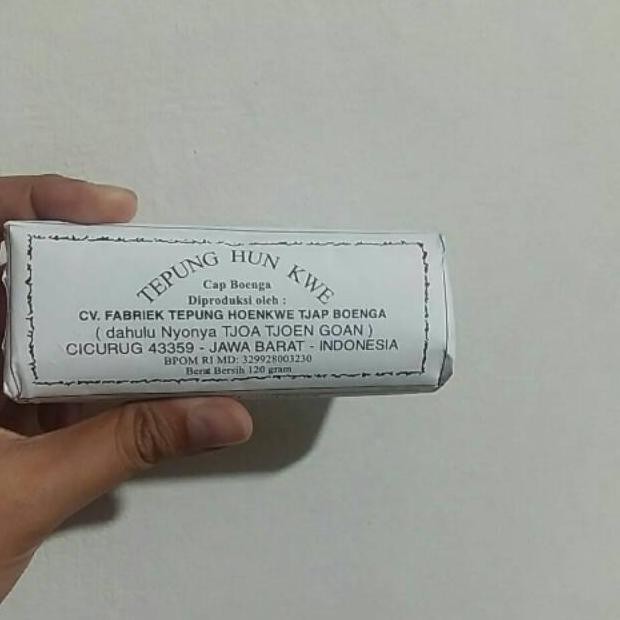 TEPUNG HUN KWE
Cap Boenga
Diproduksi oleh :
CV. FABRIEK TEPUNG HOENKWE TJAP BOENGA
( dahulu Nyonya TJOA TJOEN GOAN )
CICURUG 43359 - JAWA BARAT - INDONESIA
BPOM RI MD: 329928003230
Berat Bersih 120 gram